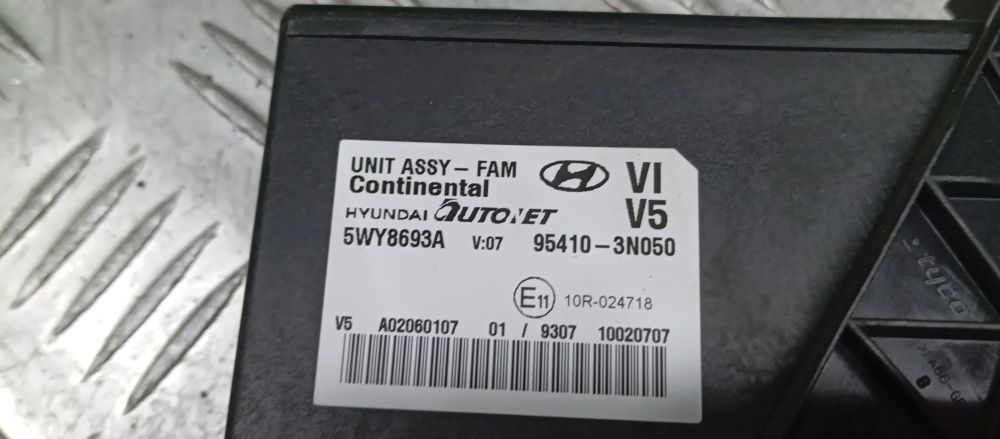 UNIT ASSY – FAM
VI
Continental
HYUNDAI AUTONET
V5
5WY8693A V:07 95410 – 3N050
E11 10R-024718
V5 A02060107 01 / 9307 10020707
tyco
B